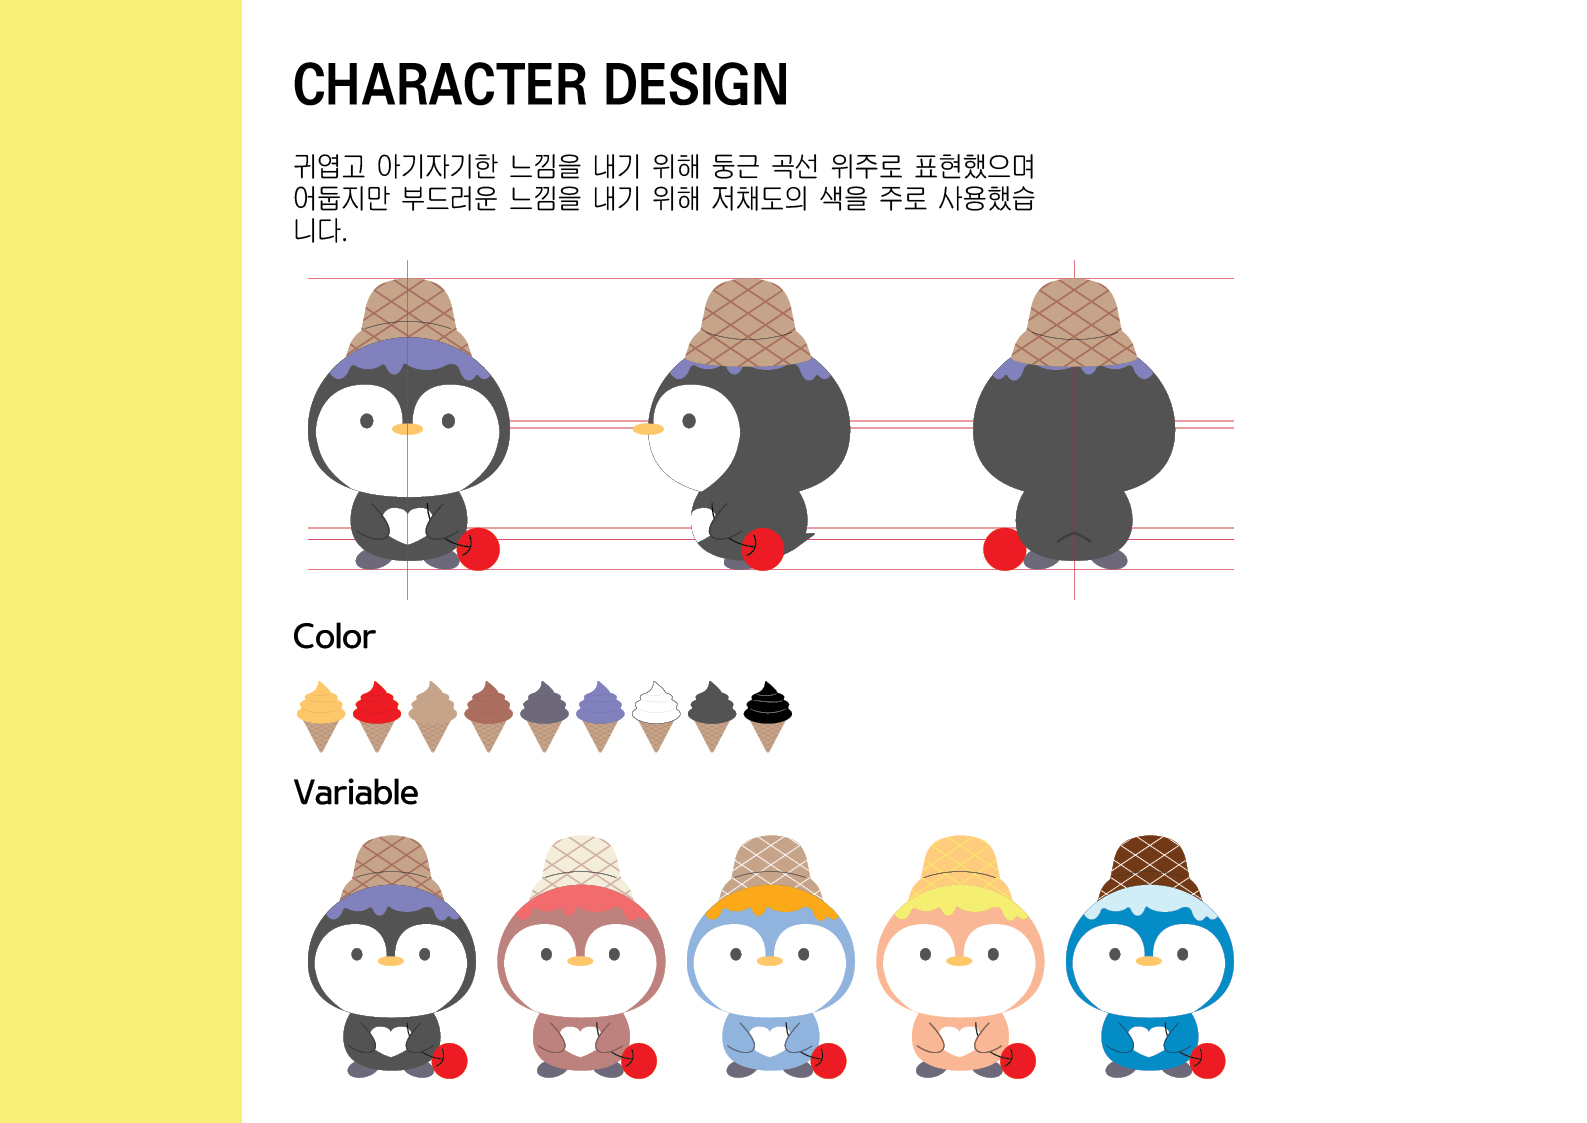 CHARACTER DESIGN
귀엽고 아기자기한 느낌을 내기 위해 둥근 곡선 위주로 표현했으며
어둡지만 부드러운 느낌을 내기 위해 저채도의 색을 주로 사용했습
니다.
Color
Variable